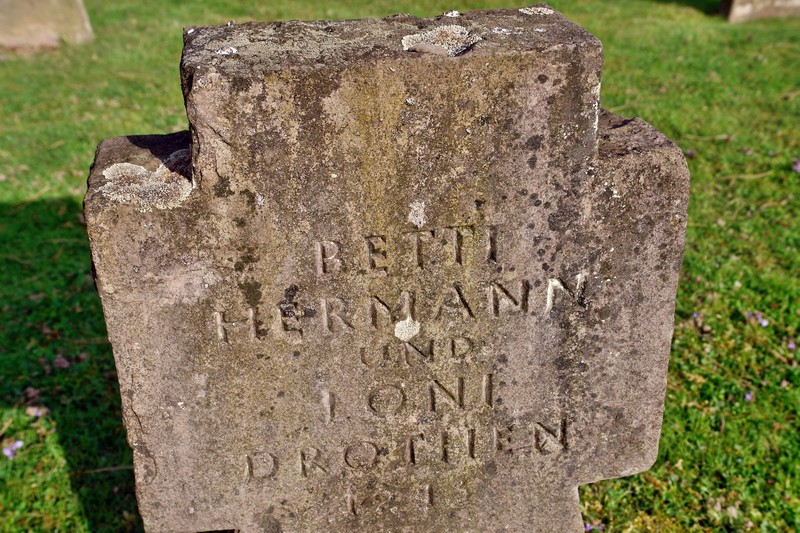 BETTI
HERMANN
UND
LONI
DROTHEN